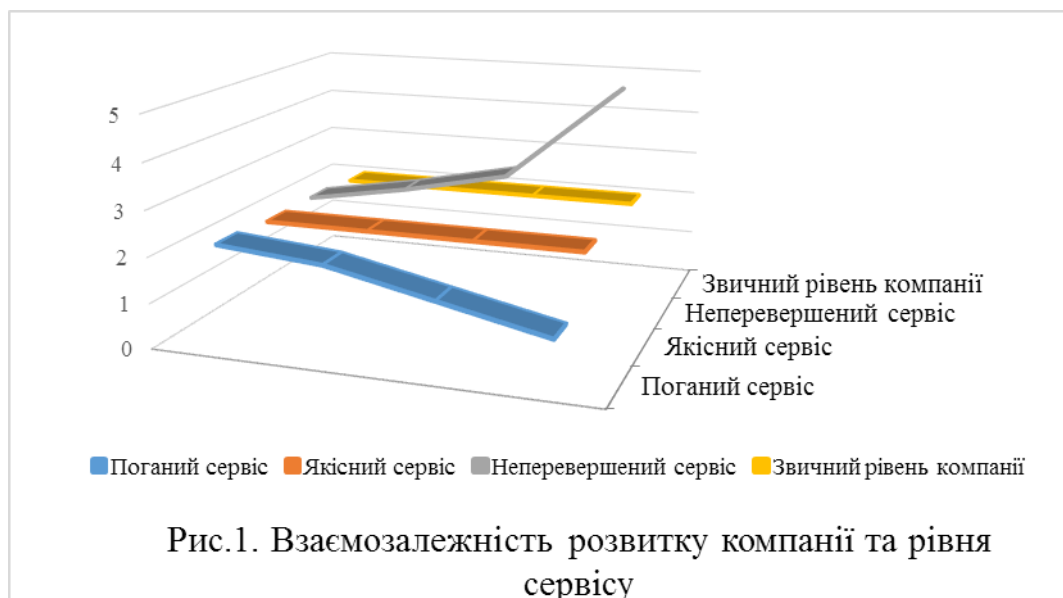 5
4
3
2
1
0
Звичний рівень компанії
Неперевершений сервіс
Якісний сервіс
Поганий сервіс
Поганий сервіс Якісний сервіс Неперевершений сервіс Звичний рівень компанії
Рис.1. Взаємозалежність розвитку компанії та рівня
сервісу